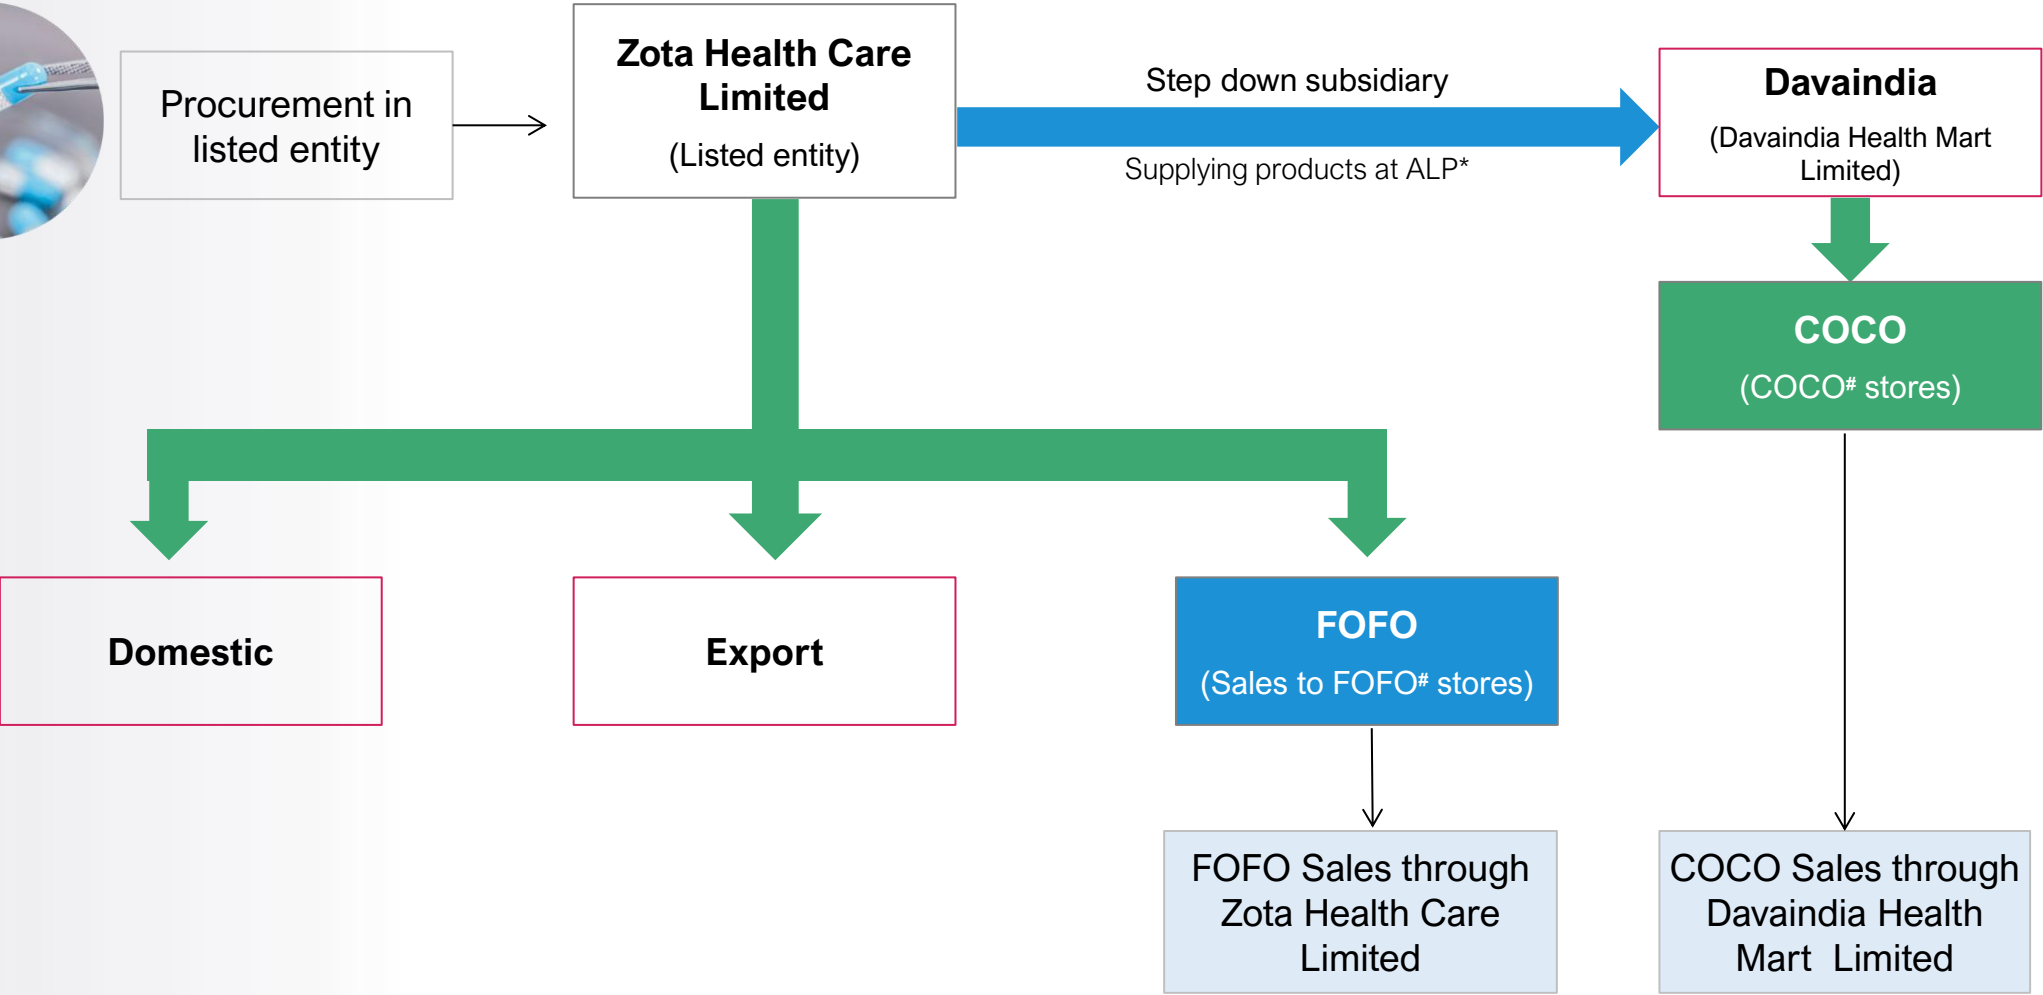 Procurement in
listed entity
Zota Health Care
Limited
(Listed entity)
Step down subsidiary
Supplying products at ALP*
Davaindia
(Davaindia Health Mart
Limited)
COCO
(COCO# stores)
Domestic
Export
FOFO
(Sales to FOFO# stores)
FOFO Sales through
Zota Health Care
Limited
COCO Sales through
Davaindia Health
Mart Limited